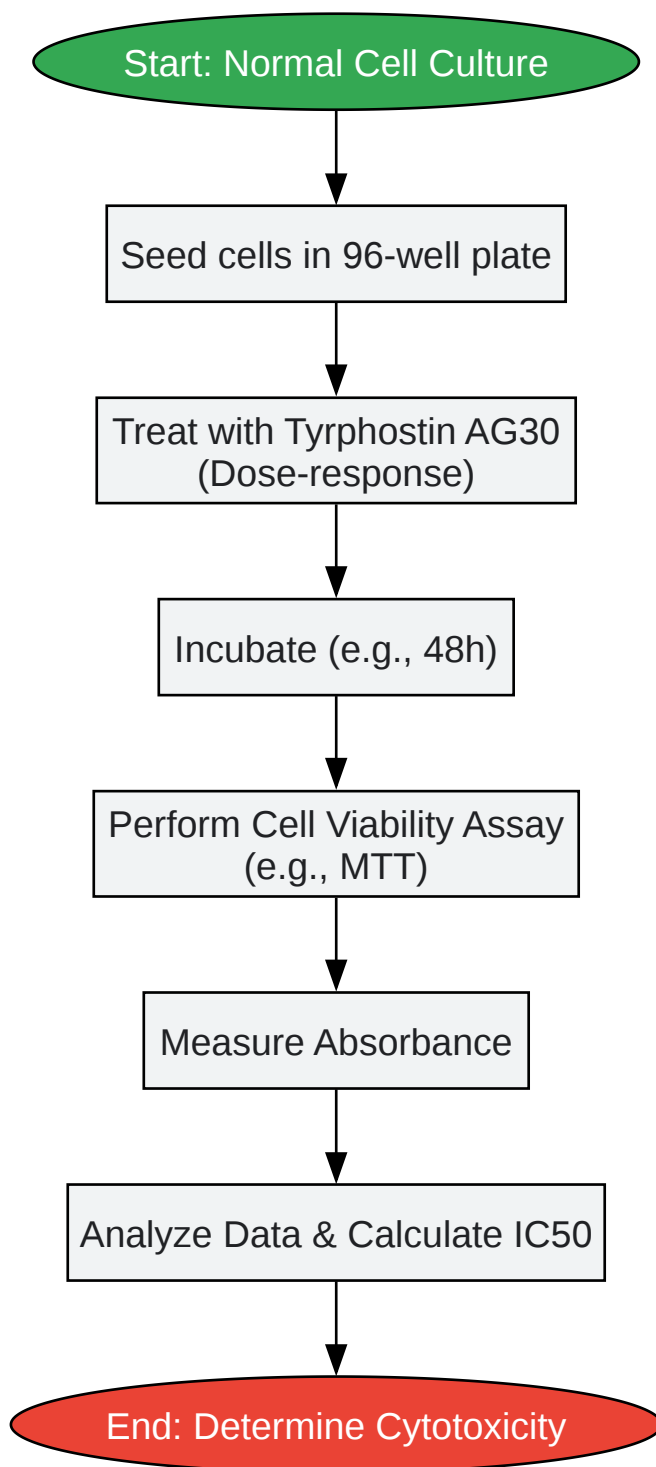 Start: Normal Cell Culture
Seed cells in 96-well plate
Treat with Tyrphostin AG30
(Dose-response)
Incubate (e.g., 48h)
Perform Cell Viability Assay
(e.g., MTT)
Measure Absorbance
Analyze Data & Calculate IC50
End: Determine Cytotoxicity